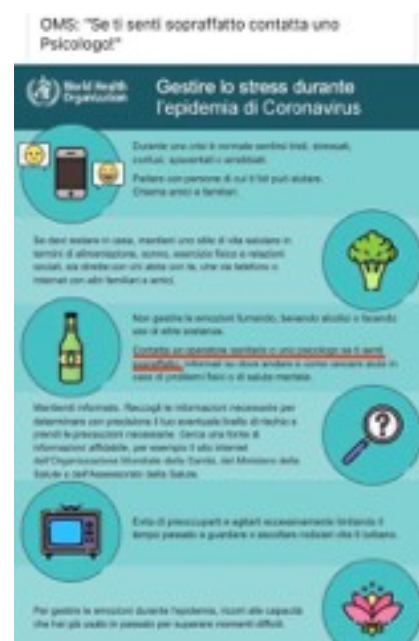 OMS: "Se ti senti sopraffatto contatta uno
Psicologo!"
World Health
Organization
Gestire lo stress durante
l'epidemia di Coronavirus
Durante una crisi è normale sentirsi tristi, stressati,
confusi, spaventati o arrabbiati.
Parlare con persone di cui ti fidi può aiutare.
Chiama amici e familiari.
Se devi restare in casa, mantieni uno stile di vita salutare in
termini di alimentazione, sonno, esercizio fisico e relazioni
sociali, sia dirette con chi abita con te, che via telefono o
internet con altri familiari e amici.
Non gestire le emozioni fumando, bevendo alcolici o facendo
uso di altre sostanze.
Contatta un operatore sanitario o uno psicologo se ti senti
sopraffatto, informati su dove andare e come cercare aiuto in
caso di problemi fisici o di salute mentale.
Mantieniti informato. Raccogli le informazioni necessarie per
determinare con precisione il tuo eventuale livello di rischio e
prendi le precauzioni necessarie. Cerca una fonte di
informazioni affidabile, per esempio il sito internet
dell'Organizzazione Mondiale della Sanità, del Ministero della
Salute o dell'Assessorato della Salute.
Evita di preoccuparti e agitarti eccessivamente limitando il
tempo passato a guardare o ascoltare notiziari che ti turbano.
Per gestire le emozioni durante l'epidemia, ricorri alle capacità
che hai già usato in passato per superare momenti difficili.